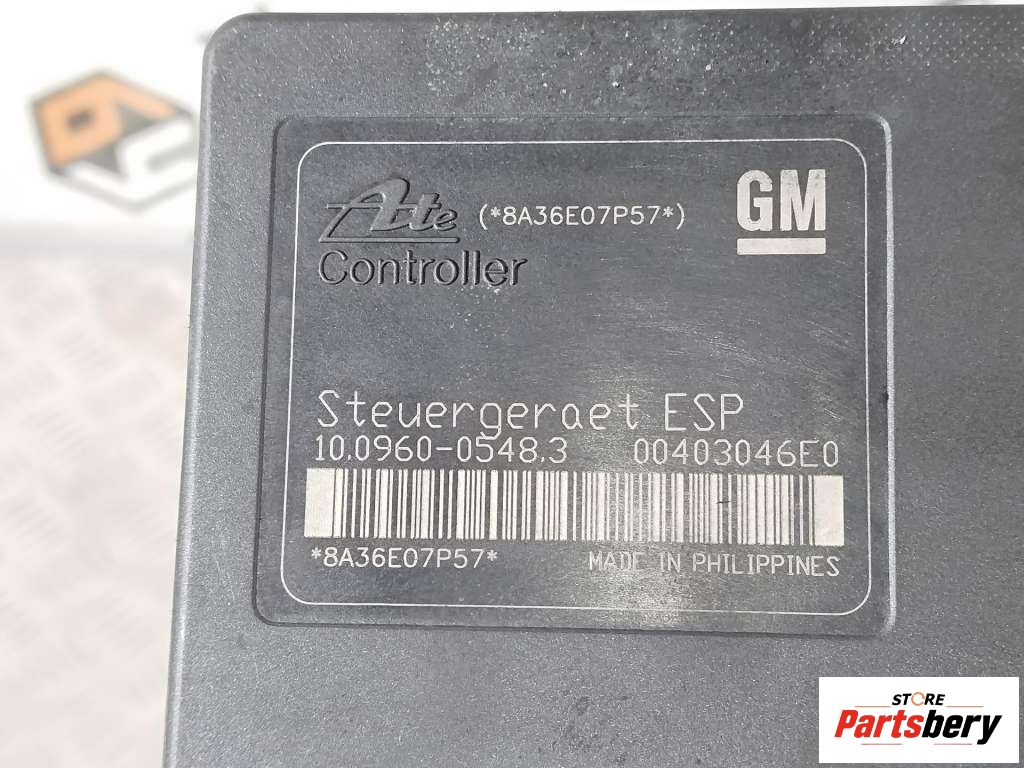 Ate (*8A36E07P57*) GM
Controller
Steuergeraet ESP
10.0960-0548.3 00403046E0
*8A36E07P57* MADE IN PHILIPPINES
STORE
Partsbery